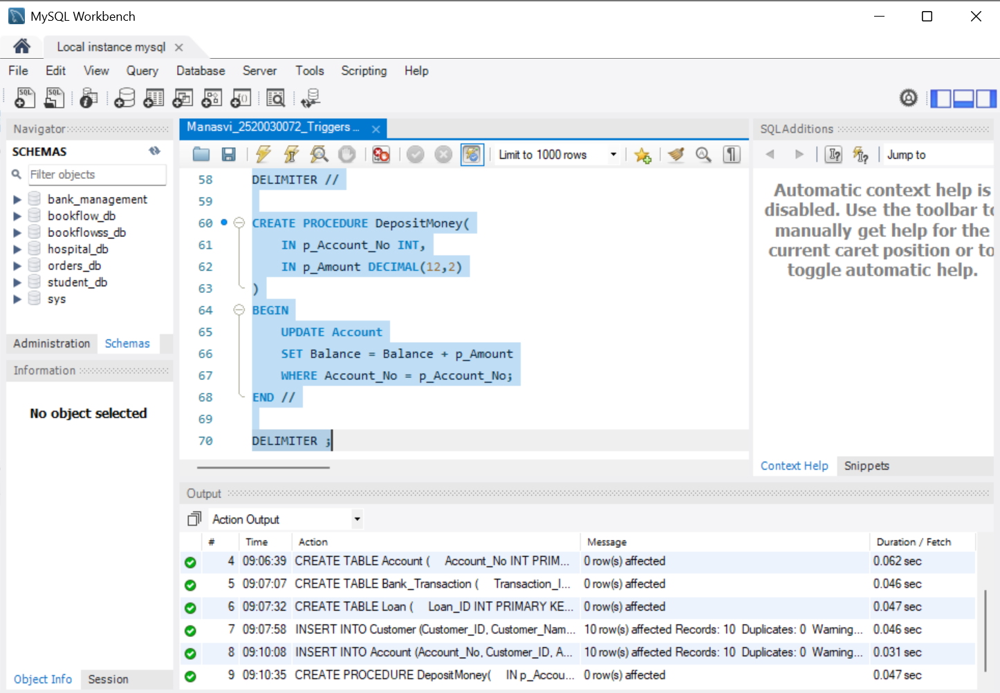 MySQL Workbench
Local instance mysql
File Edit View Query Database Server Tools Scripting Help
Navigator
SCHEMAS
Filter objects
bank_management
bookflow_db
bookflowss_db
hospital_db
orders_db
student_db
sys
Administration Schemas
Information
No object selected
Object Info Session
Manasvi_2520030072_Triggers ...
Limit to 1000 rows
58 DELIMITER //
59
60 CREATE PROCEDURE DepositMoney(
61 IN p_Account_No INT,
62 IN p_Amount DECIMAL(12,2)
63 )
64 BEGIN
65 UPDATE Account
66 SET Balance = Balance + p_Amount
67 WHERE Account_No = p_Account_No;
68 END //
69
70 DELIMITER ;
SQLAdditions
Jump to
Automatic context help is
disabled. Use the toolbar to
manually get help for the
current caret position or to
toggle automatic help.
Context Help Snippets
Output
Action Output
# Time Action Message Duration / Fetch
4 09:06:39 CREATE TABLE Account ( Account_No INT PRIM... 0 row(s) affected 0.062 sec
5 09:07:07 CREATE TABLE Bank_Transaction ( Transaction_I... 0 row(s) affected 0.046 sec
6 09:07:32 CREATE TABLE Loan ( Loan_ID INT PRIMARY KE... 0 row(s) affected 0.047 sec
7 09:07:58 INSERT INTO Customer (Customer_ID, Customer_Nam... 10 row(s) affected Records: 10 Duplicates: 0 Warning... 0.046 sec
8 09:10:08 INSERT INTO Account (Account_No, Customer_ID, A... 10 row(s) affected Records: 10 Duplicates: 0 Warning... 0.031 sec
9 09:10:35 CREATE PROCEDURE DepositMoney( IN p_Accou... 0 row(s) affected 0.047 sec